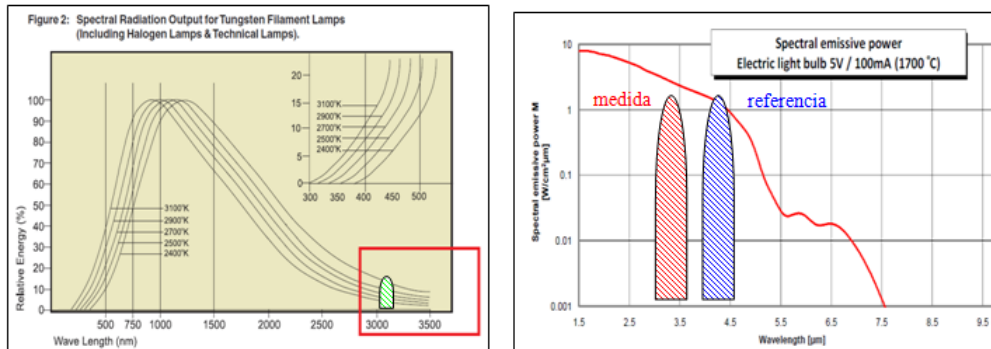 Figure 2: Spectral Radiation Output for Tungsten Filament Lamps
(Including Halogen Lamps & Technical Lamps).
20
15
10
5
0
3100°K
2900°K
2700°K
2500°K
2400°K
300 350 400 450 500
100
90
80
70
60
50
40
30
20
10
0
3100°K
2900°K
2700°K
2500°K
2400°K
Relative Energy (%)
500 750 1000 1500 2000 2500 3000 3500
Wave Length (nm)
Spectral emissive power
Electric light bulb 5V / 100mA (1700 °C)
medida
referencia
10
1
0.1
0.01
0.001
Spectral emissive power M
[W/cm²µm]
1.5 2.5 3.5 4.5 5.5 6.5 7.5 8.5 9.5
Wavelength [µm]